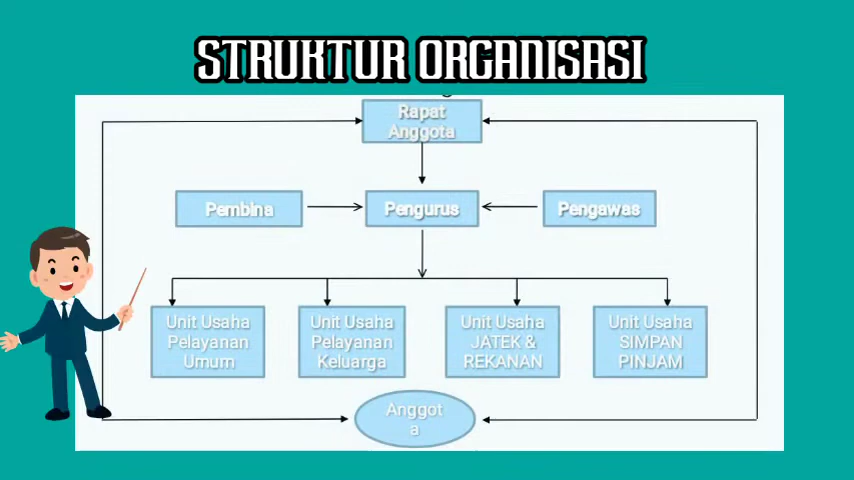 STRUKTUR ORGANISASI
Rapat
Anggota
Pembina
Pengurus
Pengawas
Unit Usaha
Pelayanan
Umum
Unit Usaha
Pelayanan
Keluarga
Unit Usaha
JATEK &
REKANAN
Unit Usaha
SIMPAN
PINJAM
Anggot
a